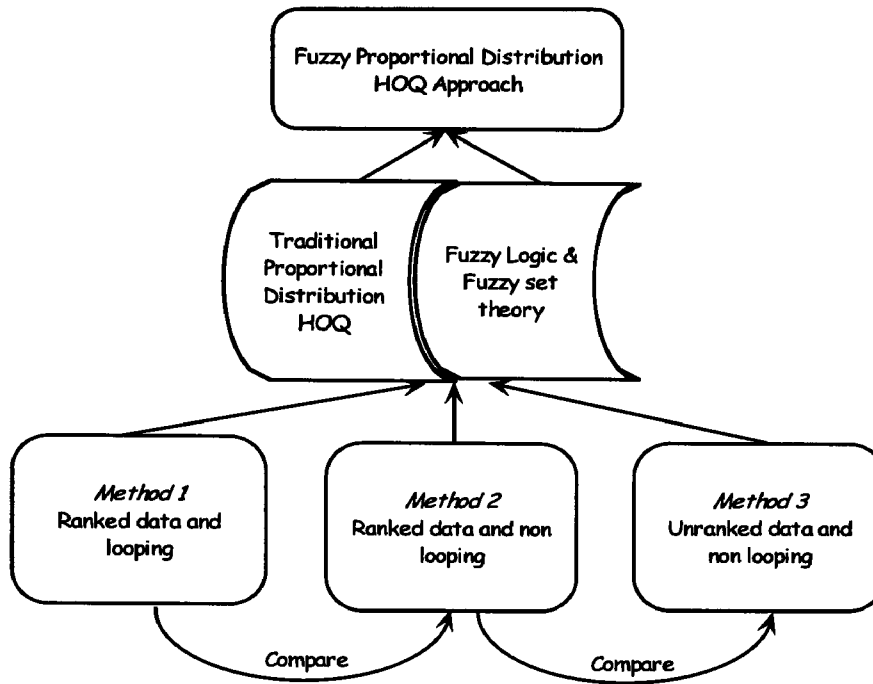 Fuzzy Proportional Distribution
HOQ Approach
Traditional
Proportional
Distribution
HOQ
Fuzzy Logic &
Fuzzy set
theory
Method 1
Ranked data and
looping
Method 2
Ranked data and non
looping
Method 3
Unranked data and
non looping
Compare
Compare